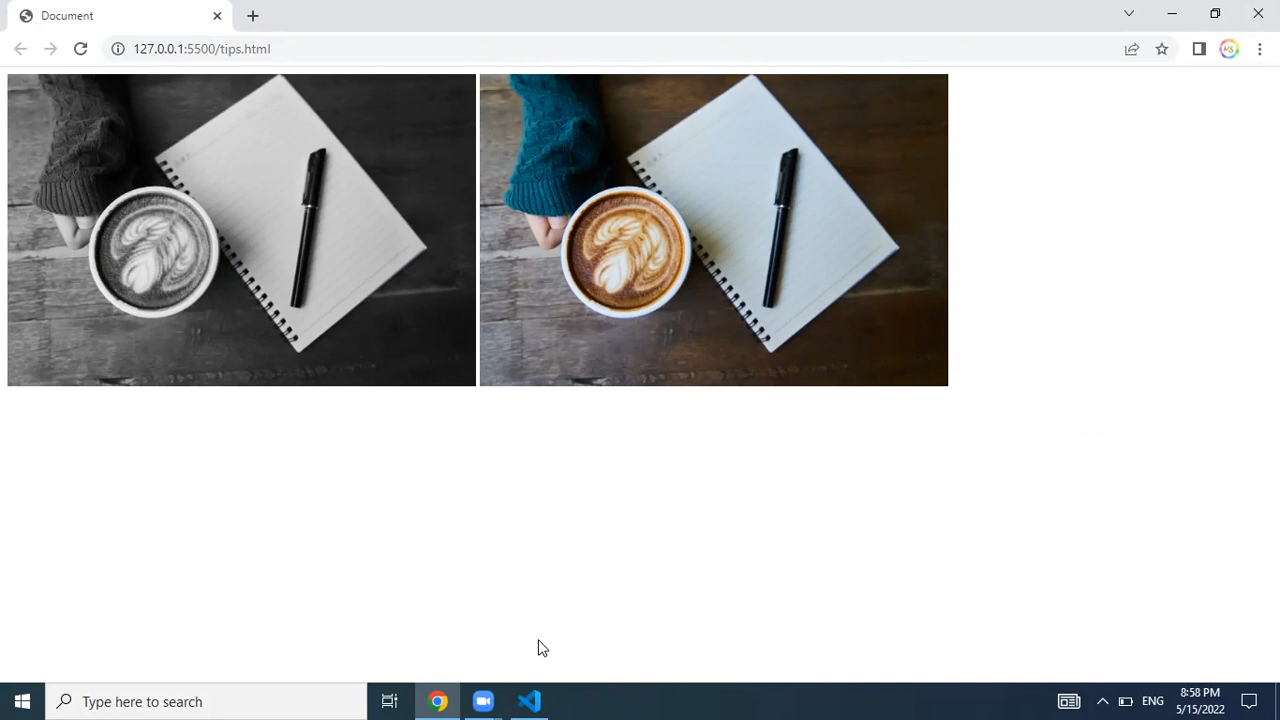 Document
127.0.0.1:5500/tips.html
MS
Type here to search
ENG
8:58 PM
5/15/2022